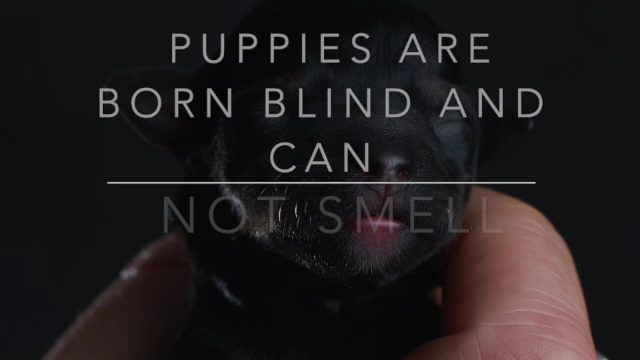 PUPPIES ARE
BORN BLIND AND
CAN
NOT SMELL